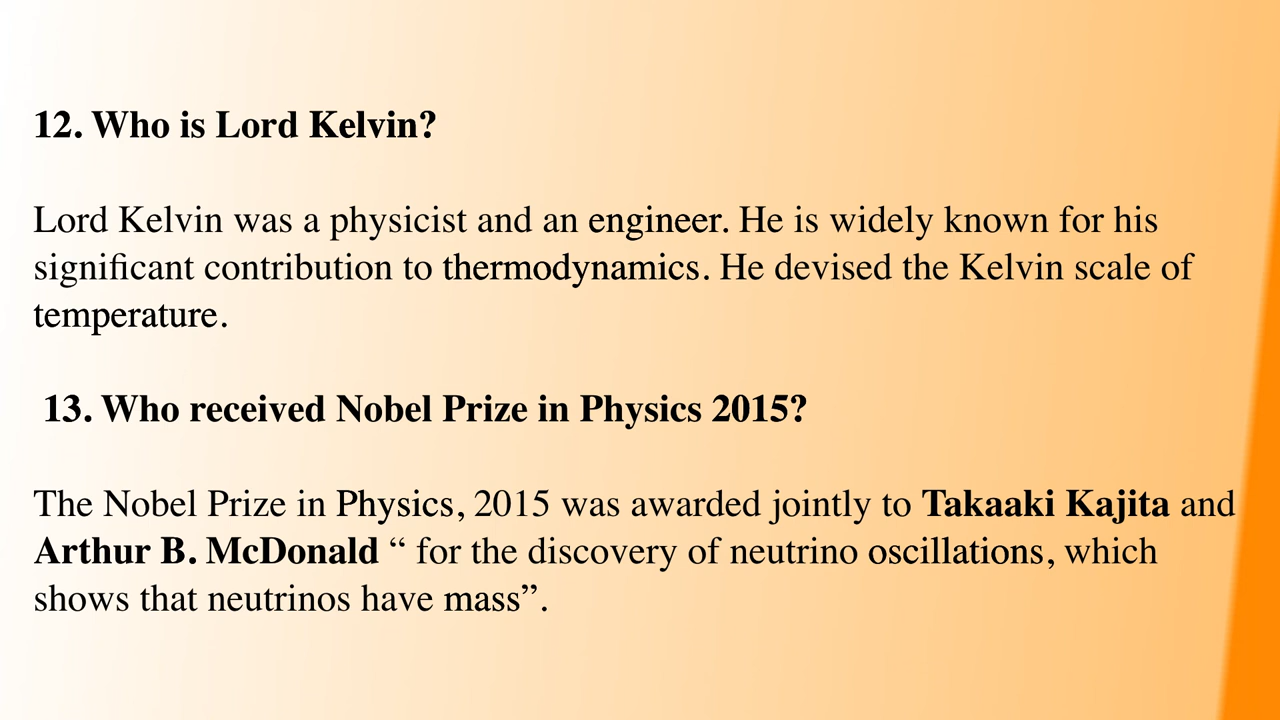 12. Who is Lord Kelvin?
Lord Kelvin was a physicist and an engineer. He is widely known for his
significant contribution to thermodynamics. He devised the Kelvin scale of
temperature.
13. Who received Nobel Prize in Physics 2015?
The Nobel Prize in Physics, 2015 was awarded jointly to Takaaki Kajita and
Arthur B. McDonald “ for the discovery of neutrino oscillations, which
shows that neutrinos have mass”.